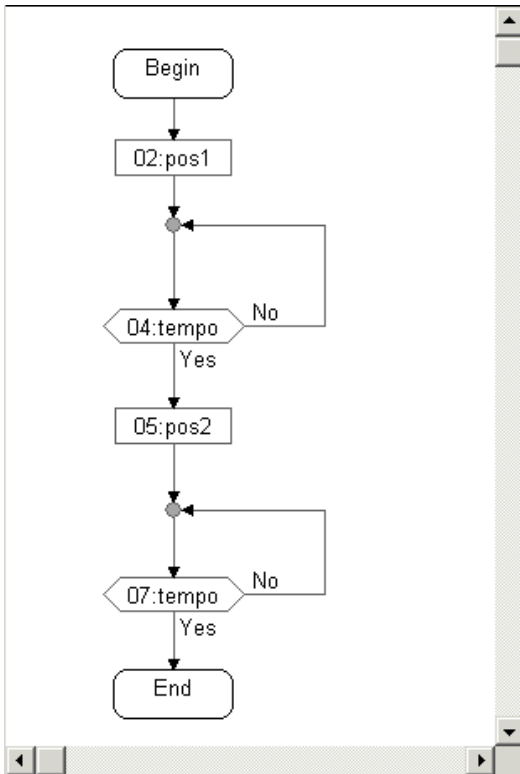 Begin
02:pos1
No
04:tempo
Yes
05:pos2
No
07:tempo
Yes
End